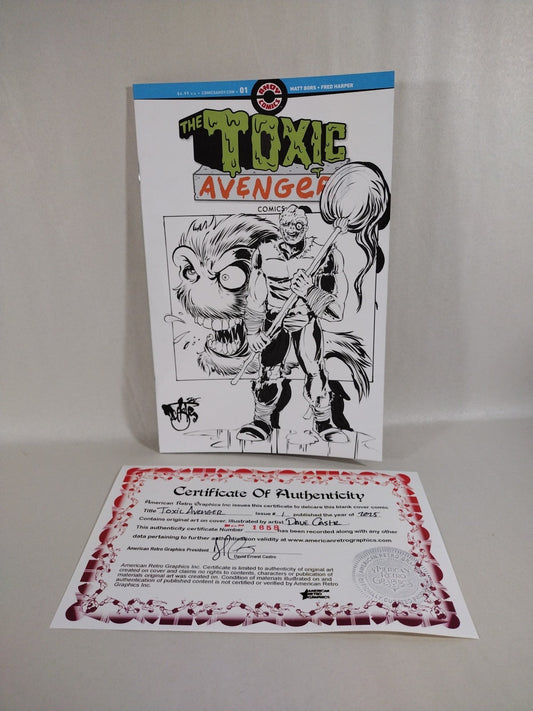 $4.99 U.S. • COMICSAHOY.COM • 01
AHOY
COMICS
MATT BORS • FRED HARPER
THE TOXIC
AVENGER
COMICS
25
Certificate Of Authenticity
American Retro Graphics Inc issues this certificate to delcare this blank cover comic.
Title TOXIC AVENGER Issue # 1 published the year of 2025
Contains original art on cover, illustrated by artist DAVE CASTR
This authenticity certificate Number 1658 has been recorded along with any other
data pertaining to further authentication validity at www.americanretrographics.com
American Retro Graphics President
David Ernest Castro
American Retro Graphics Inc. Certificate is limited to authenticity of original art
created on cover and claims no rights to contents, characters or publication of
materials original art was created on. Condition of materials illustrated on and
authentication of published content is not certified or verified by American Retro
Graphics Inc.
AMERICAN
RETRO
GRAPHICS
AMERICAN
RETRO
GRAPHICS